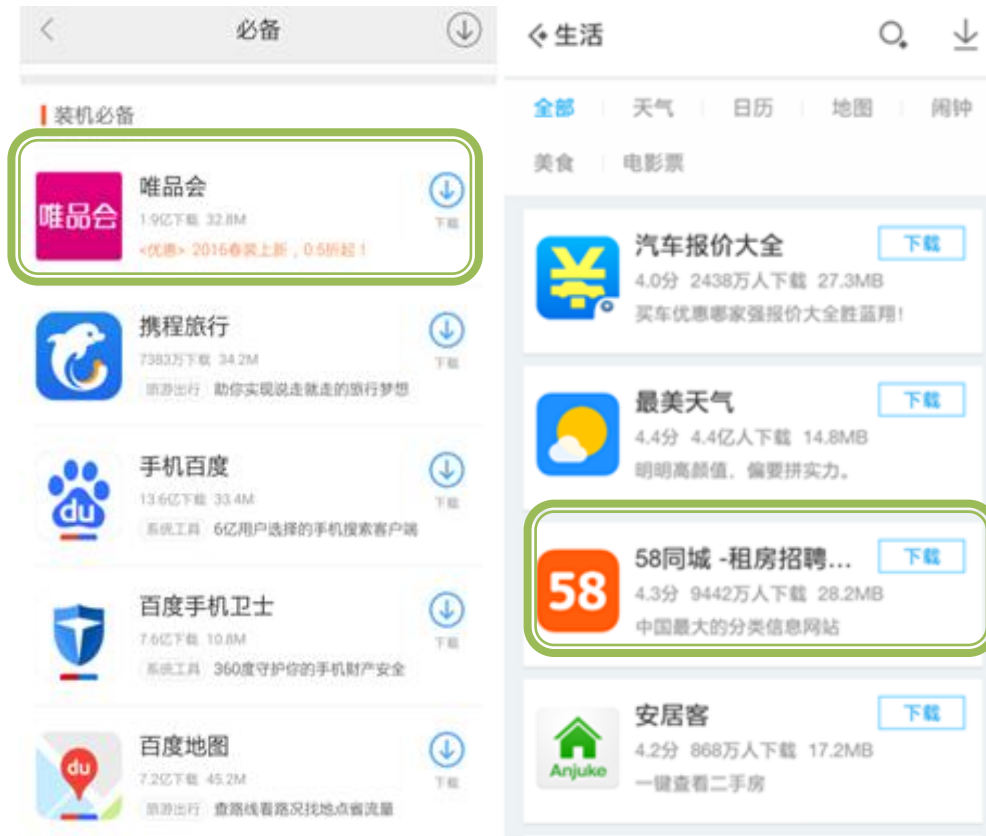 必备
装机必备
唯品会
唯品会
1.9亿下载 32.8M
下载
<优惠> 2016春装上新，0.5折起！
携程旅行
7383万下载 34.2M
下载
旅游出行 助你实现说走就走的旅行梦想
du
手机百度
13.6亿下载 33.4M
下载
系统工具 6亿用户选择的手机搜索客户端
百度手机卫士
7.6亿下载 10.8M
下载
系统工具 360度守护你的手机财产安全
du
百度地图
7.2亿下载 45.2M
下载
旅游出行 查路线看路况找地点省流量
生活
全部 天气 日历 地图 闹钟
美食 电影票
汽车报价大全 下载
4.0分 2438万人下载 27.3MB
买车优惠哪家强报价大全胜蓝翔!
最美天气 下载
4.4分 4.4亿人下载 14.8MB
明明高颜值，偏要拼实力。
58
58同城 -租房招聘... 下载
4.3分 9442万人下载 28.2MB
中国最大的分类信息网站
Anjuke
安居客 下载
4.2分 868万人下载 17.2MB
一键查看二手房